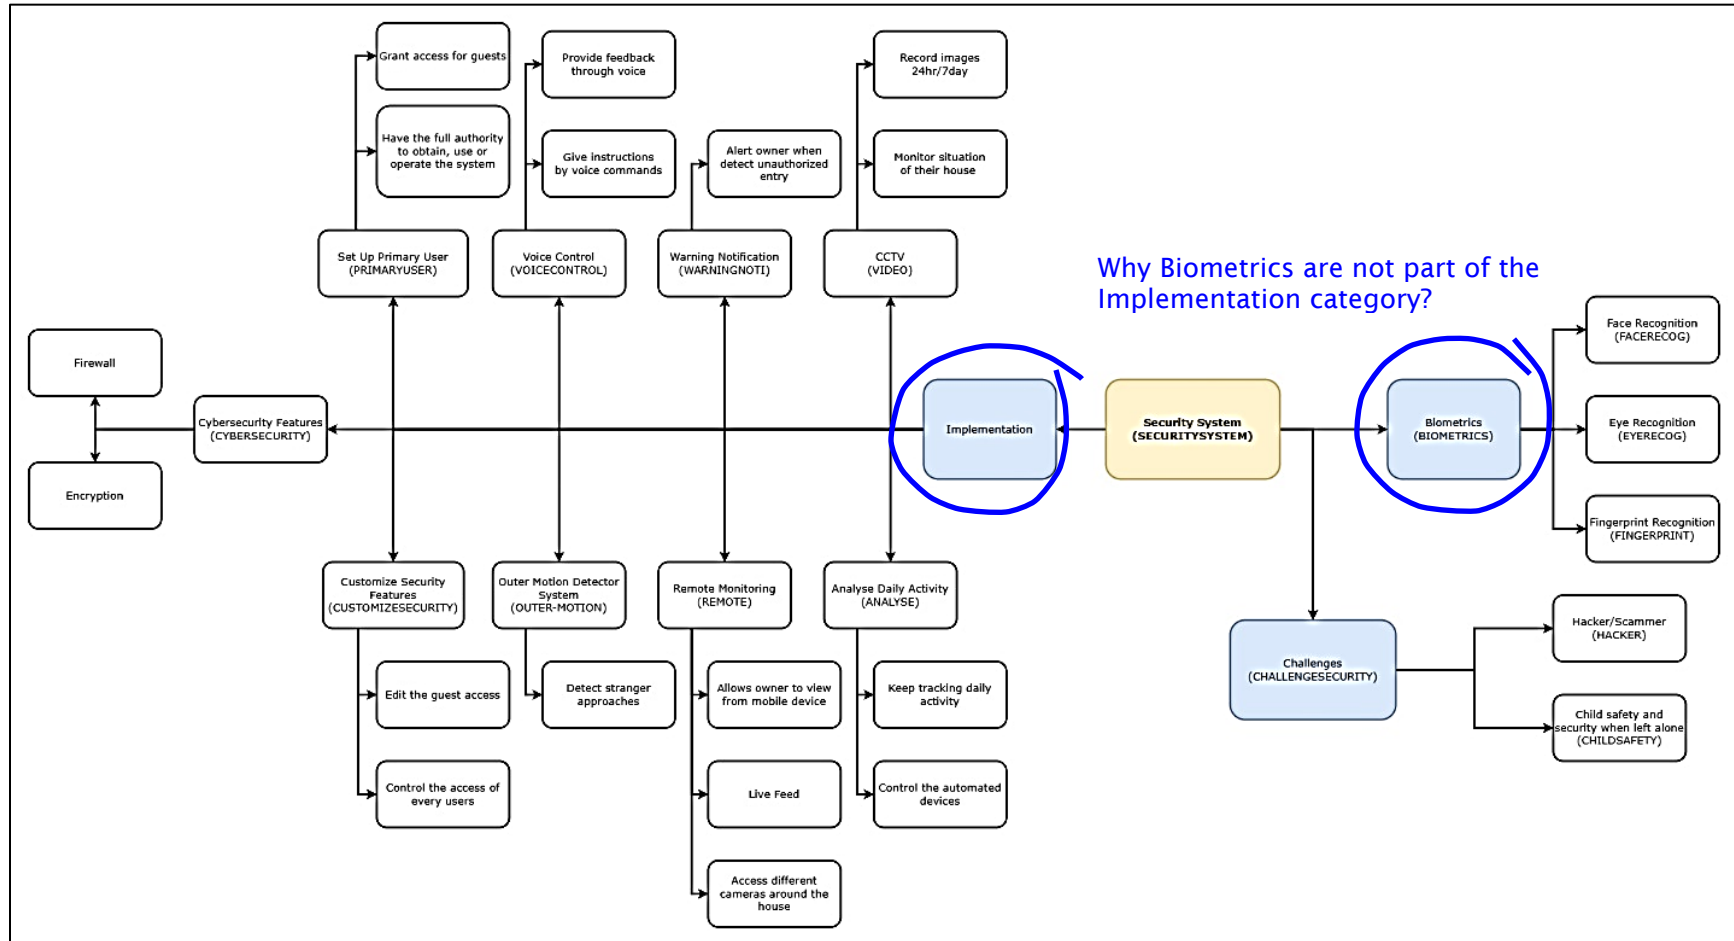 Grant access for guests
Provide feedback
through voice
Record images
24hr/7day
Have the full authority
to obtain, use or
operate the system
Give instructions
by voice commands
Alert owner when
detect unauthorized
entry
Monitor situation
of their house
Set Up Primary User
(PRIMARYUSER)
Voice Control
(VOICECONTROL)
Warning Notification
(WARNINGNOTI)
CCTV
(VIDEO)
Why Biometrics are not part of the
Implementation category?
Firewall
Cybersecurity Features
(CYBERSECURITY)
Encryption
Implementation
Security System
(SECURITYSYSTEM)
Biometrics
(BIOMETRICS)
Face Recognition
(FACERECOG)
Eye Recognition
(EYERECOG)
Fingerprint Recognition
(FINGERPRINT)
Customize Security
Features
(CUSTOMIZESECURITY)
Outer Motion Detector
System
(OUTER-MOTION)
Remote Monitoring
(REMOTE)
Analyse Daily Activity
(ANALYSE)
Challenges
(CHALLENGESECURITY)
Hacker/Scammer
(HACKER)
Child safety and
security when left alone
(CHILDSAFETY)
Edit the guest access
Detect stranger
approaches
Allows owner to view
from mobile device
Keep tracking daily
activity
Control the access of
every users
Live Feed
Control the automated
devices
Access different
cameras around the
house